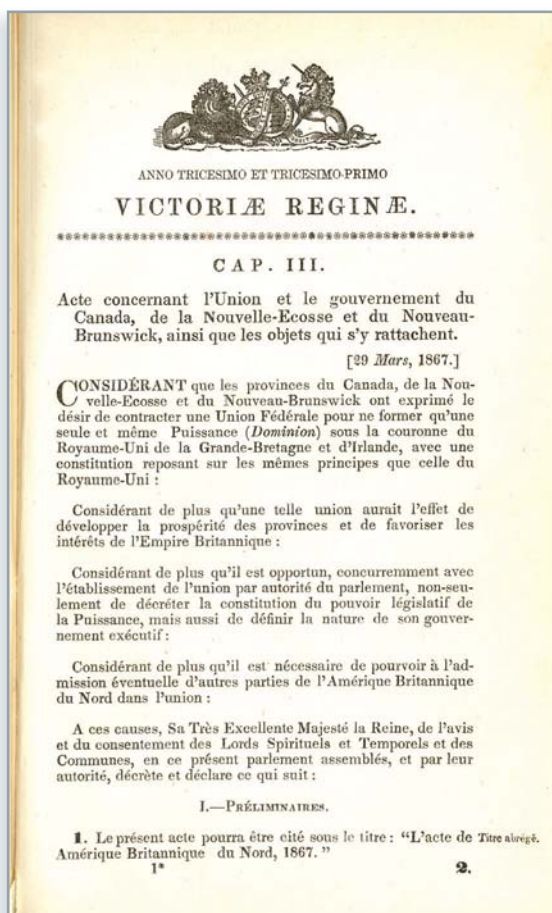 ANNO TRICESIMO ET TRICESIMO-PRIMO
VICTORIÆ REGINÆ.
CAP. III.
Acte concernant l'Union et le gouvernement du
Canada, de la Nouvelle-Ecosse et du Nouveau-
Brunswick, ainsi que les objets qui s'y rattachent.
[29 Mars, 1867.]
CONSIDÉRANT que les provinces du Canada, de la Nou-
velle-Ecosse et du Nouveau-Brunswick ont exprimé le
désir de contracter une Union Fédérale pour ne former qu'une
seule et même Puissance (Dominion) sous la couronne du
Royaume-Uni de la Grande-Bretagne et d'Irlande, avec une
constitution reposant sur les mêmes principes que celle du
Royaume-Uni :
Considérant de plus qu'une telle union aurait l'effet de
développer la prospérité des provinces et de favoriser les
intérêts de l'Empire Britannique :
Considérant de plus qu'il est opportun, concurremment avec
l'établissement de l'union par autorité du parlement, non-seu-
lement de décréter la constitution du pouvoir législatif de
la Puissance, mais aussi de définir la nature de son gouver-
nement exécutif :
Considérant de plus qu'il est nécessaire de pourvoir à l'ad-
mission éventuelle d'autres parties de l'Amérique Britannique
du Nord dans l'union :
A ces causes, Sa Très Excellente Majesté la Reine, de l'avis
et du consentement des Lords Spirituels et Temporels et des
Communes, en ce présent parlement assemblés, et par leur
autorité, décrète et déclare ce qui suit :
I.—PRÉLIMINAIRES.
1. Le présent acte pourra être cité sous le titre : "L'acte de Titre abrégé.
Amérique Britannique du Nord, 1867."
1* 2.